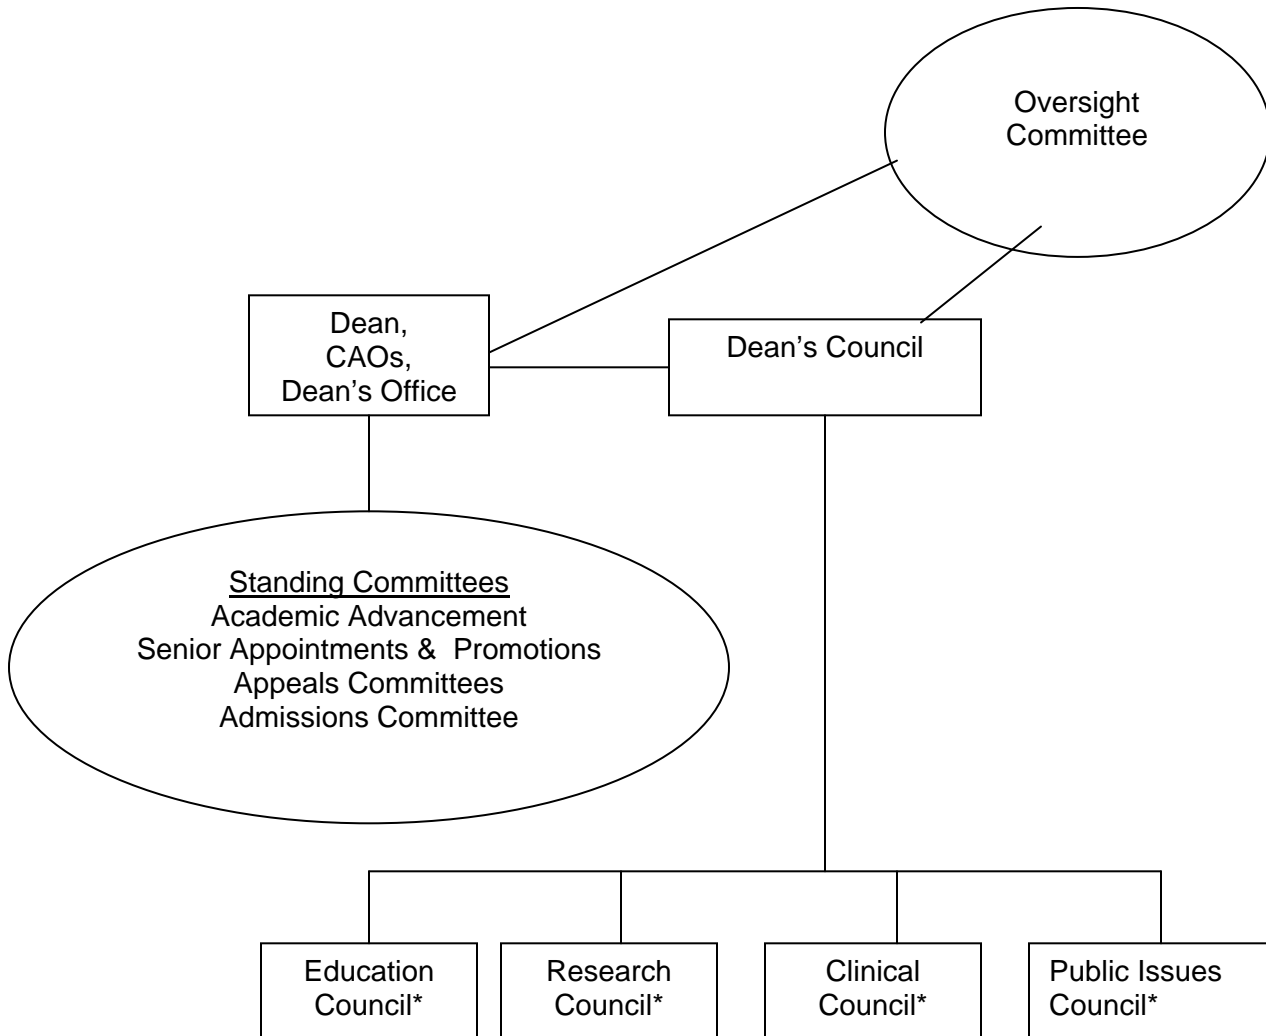 Oversight
Committee
Dean,
CAOs,
Dean’s Office
Dean’s Council
Standing Committees
Academic Advancement
Senior Appointments &  Promotions
Appeals Committees
Admissions Committee
Education
Council*
Research
Council*
Clinical
Council*
Public Issues
Council*